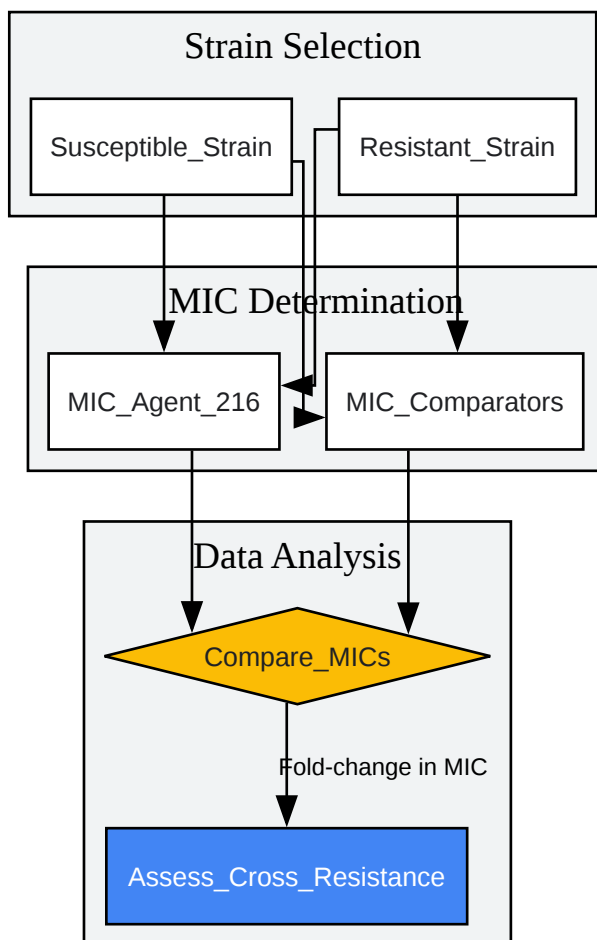 Strain Selection
Susceptible_Strain
Resistant_Strain
MIC Determination
MIC_Agent_216
MIC_Comparators
Data Analysis
Compare_MICs
Fold-change in MIC
Assess_Cross_Resistance